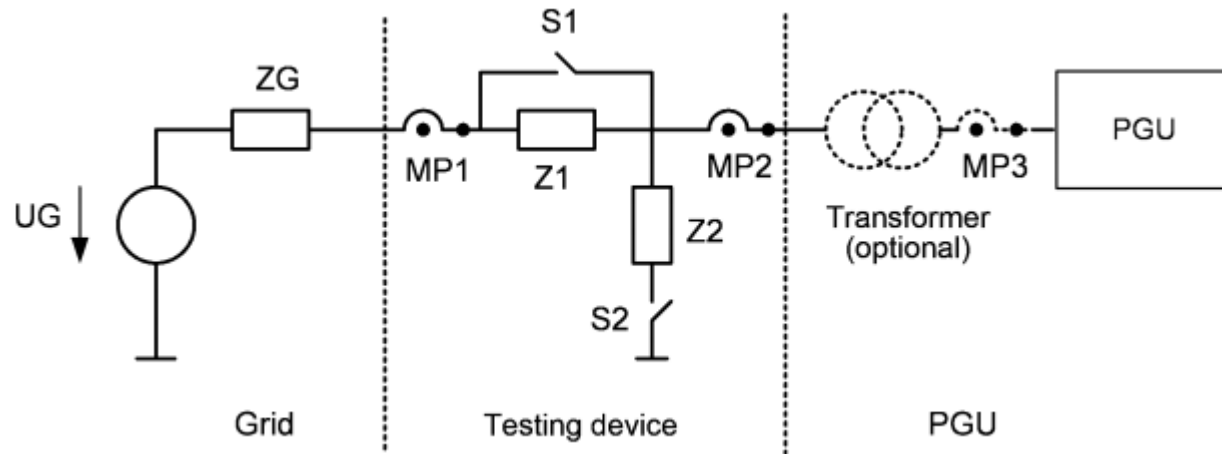 S1
ZG
MP1
Z1
MP2
MP3
PGU
UG
Z2
Transformer
(optional)
S2
Grid
Testing device
PGU